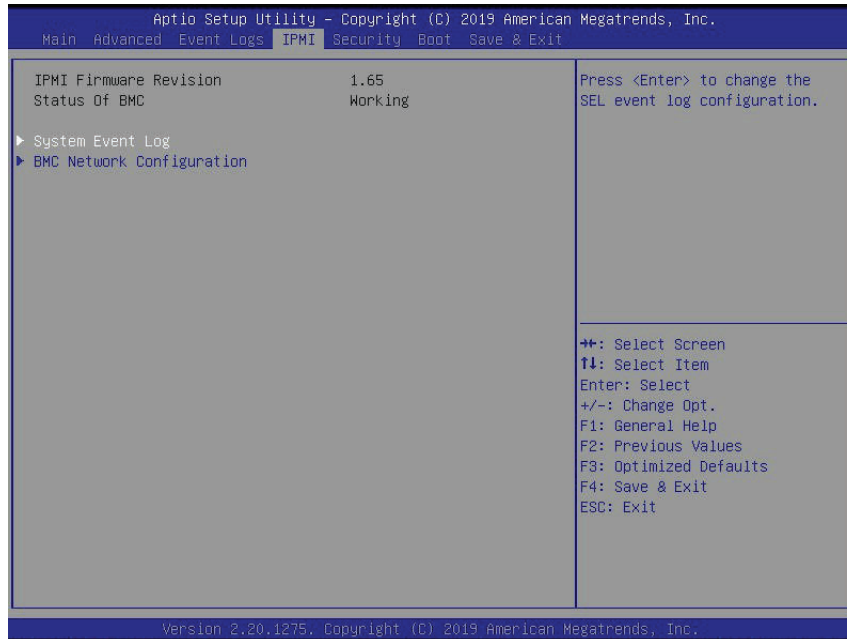 Aptio Setup Utility – Copyright (C) 2019 American Megatrends, Inc.
Main Advanced Event Logs IPMI Security Boot Save & Exit
IPMI Firmware Revision 1.65
Status Of BMC Working
▶ System Event Log
▶ BMC Network Configuration
Press <Enter> to change the
SEL event log configuration.
→←: Select Screen
↑↓: Select Item
Enter: Select
+/-: Change Opt.
F1: General Help
F2: Previous Values
F3: Optimized Defaults
F4: Save & Exit
ESC: Exit
Version 2.20.1275. Copyright (C) 2019 American Megatrends, Inc.